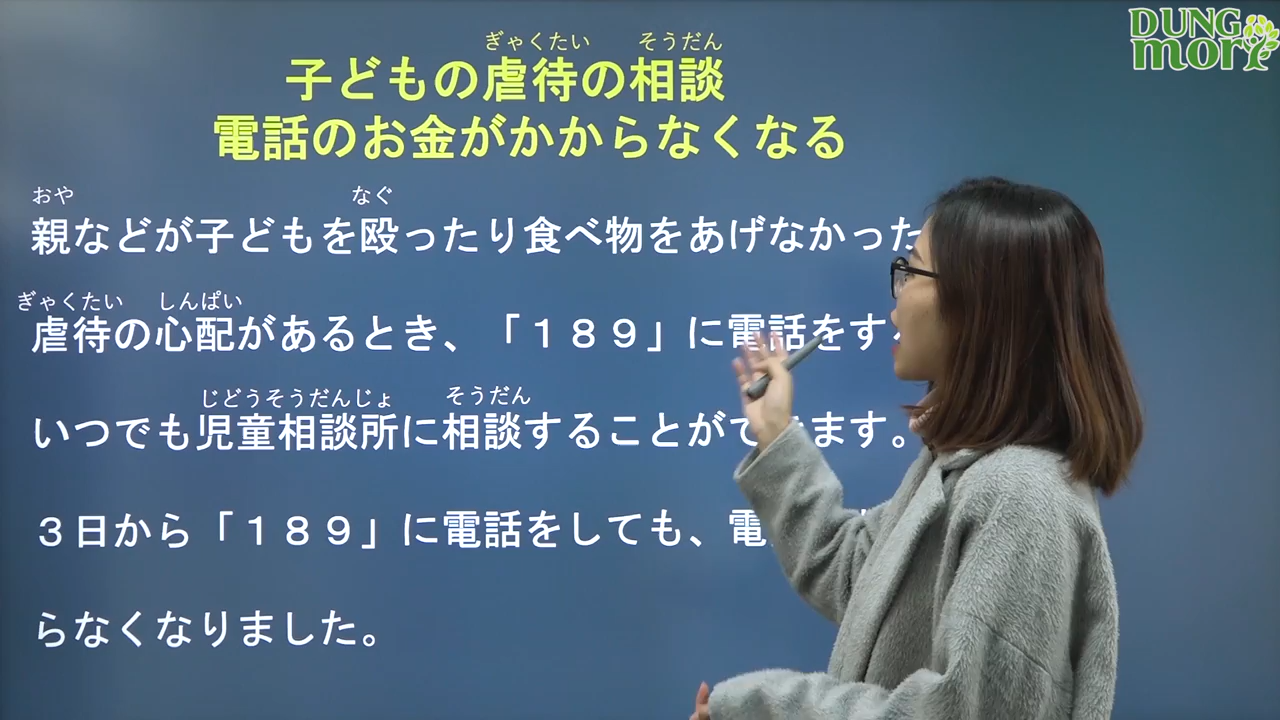 DUNG
mori
ぎゃくたい そうだん
子どもの虐待の相談
電話のお金がかからなくなる
おや なぐ
親などが子どもを殴ったり食べ物をあげなかった
ぎゃくたい しんぱい
虐待の心配があるとき、「１８９」に電話をす
じどうそうだんじょ そうだん
いつでも児童相談所に相談することができます。
３日から「１８９」に電話をしても、電
らなくなりました。